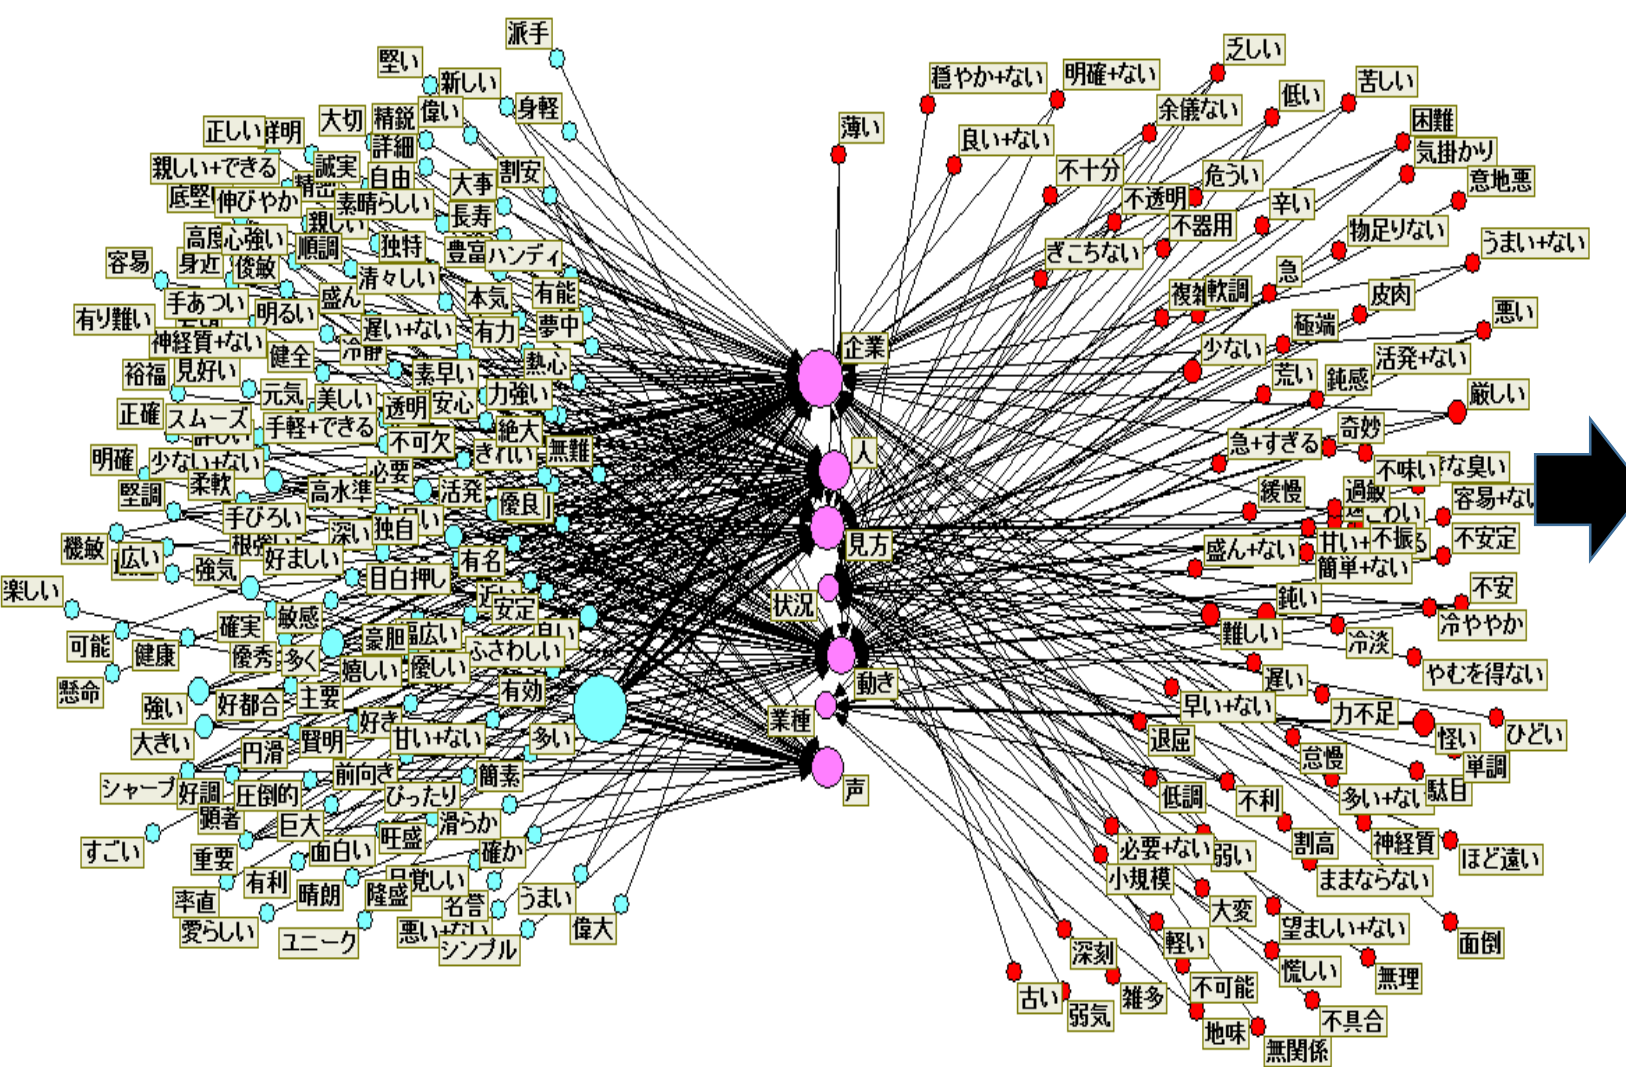 派手
堅い
新しい
身軽
大切
精鋭
偉い
正しい
詳細
親しい+できる
誠実
自由
大事
割安
伸びやか
素晴らしい
長寿
親しい
心強い
順調
独特
豊富
ハンディ
容易
身近
俊敏
清々しい
手あつい
盛ん
本気
有能
有り難い
明るい
遅い+ない
有力
夢中
神経質+ない
健全
冷静
熱心
裕福
見好い
素早い
元気
美しい
透明
安心
力強い
正確
スムーズ
手軽+できる
不可欠
絶大
きれい
無難
明確
少ない+ない
必要
堅調
柔軟
高水準
活発
優良
手びろい
深い
独自
機敏
広い
根強い
好ましい
有名
強気
目白押し
楽しい
安定
確実
敏感
豪胆
幅広い
良い
可能
健康
優秀
多く
嬉しい
優しい
ふさわしい
懸命
有効
強い
好都合
主要
大きい
好き
円滑
賢明
甘い+ない
多い
シャープ
好調
圧倒的
前向き
簡素
ぴったり
顕著
巨大
旺盛
滑らか
すごい
重要
面白い
確か
率直
有利
晴朗
隆盛
目覚しい
名誉
うまい
愛らしい
ユニーク
悪い+ない
シンプル
偉大
企業
人
見方
状況
動き
業種
声
薄い
穏やか+ない
明確+ない
乏しい
余儀ない
低い
苦しい
良い+ない
困難
気掛かり
不十分
危うい
意地悪
不透明
辛い
不器用
物足りない
うまい+ない
ぎこちない
急
複雑
軟調
皮肉
悪い
極端
少ない
活発+ない
荒い
鈍感
厳しい
奇妙
急+すぎる
不味い
緩慢
過敏
容易+ない
不振
盛ん+ない
不安定
簡単+ない
鈍い
不安
難しい
冷淡
冷ややか
遅い
やむを得ない
早い+ない
力不足
退屈
怪い
ひどい
怠慢
単調
低調
不利
多い+ない
駄目
必要+ない
弱い
割高
神経質
ほど遠い
小規模
ままならない
大変
望ましい+ない
面倒
深刻
軽い
慌しい
無理
古い
雑多
不可能
弱気
地味
不具合
無関係